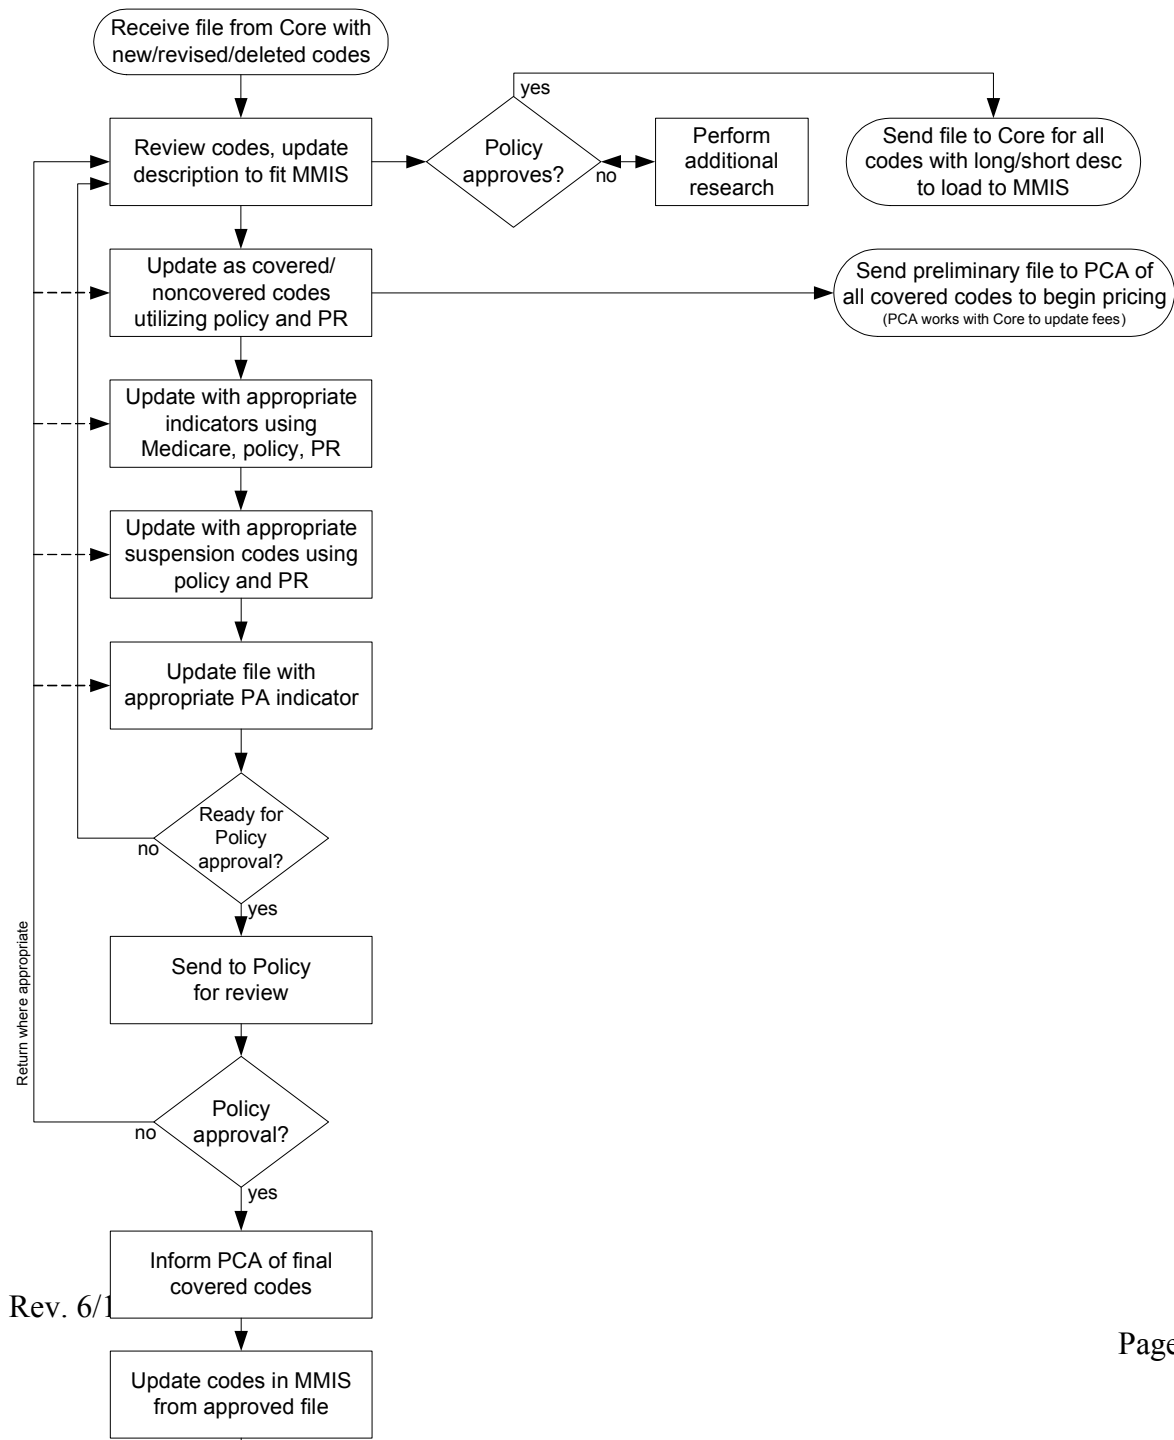 Receive file from Core with
new/revised/deleted codes
yes
Review codes, update
description to fit MMIS
Policy
approves?
no
Perform
additional
research
Send file to Core for all
codes with long/short desc
to load to MMIS
Update as covered/
noncovered codes
utilizing policy and PR
Send preliminary file to PCA of
all covered codes to begin pricing
(PCA works with Core to update fees)
Update with appropriate
indicators using
Medicare, policy, PR
Update with appropriate
suspension codes using
policy and PR
Update file with
appropriate PA indicator
Ready for
Policy
approval?
no
yes
Return where appropriate
Send to Policy
for review
Policy
approval?
no
yes
Inform PCA of final
covered codes
Rev. 6/1
Page
Update codes in MMIS
from approved file